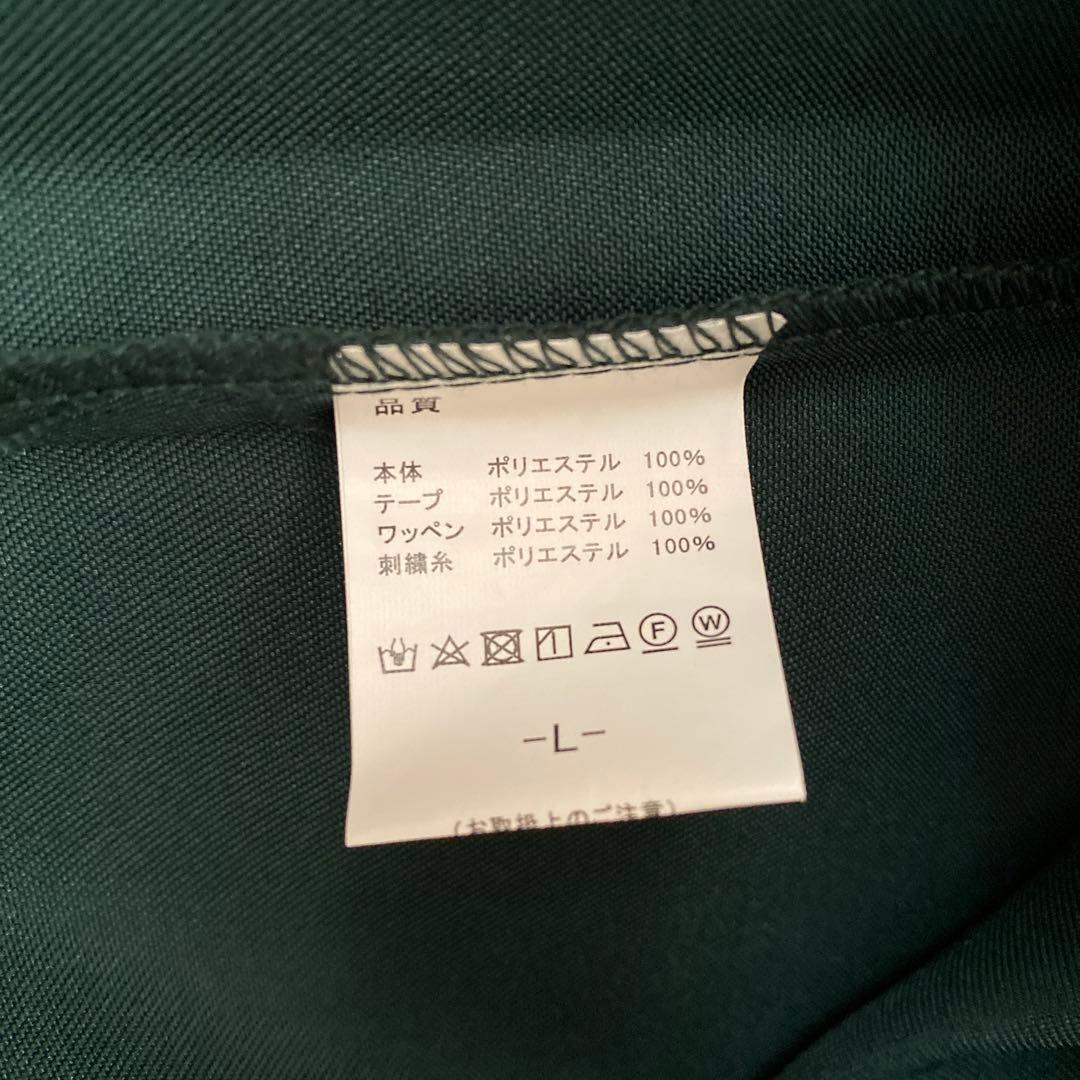 品質
本体 ポリエステル 100%
テープ ポリエステル 100%
ワッペン ポリエステル 100%
刺繍糸 ポリエステル 100%
F W
-L-
(お取扱上のご注意)